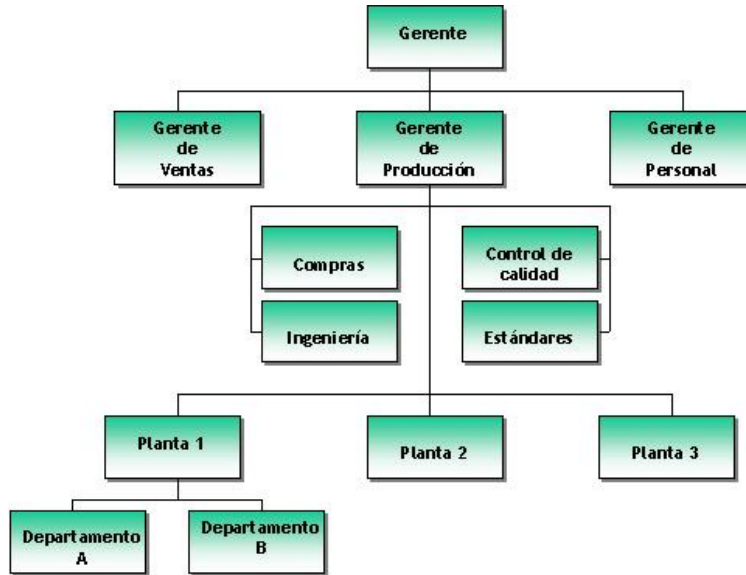 Gerente
Gerente
de
Ventas
Gerente
de
Producción
Gerente
de
Personal
Compras
Control de
calidad
Ingeniería
Estándares
Planta 1
Planta 2
Planta 3
Departamento
A
Departamento
B